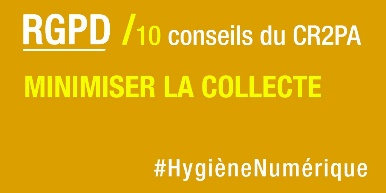 RGPD /10 conseils du CR2PA
MINIMISER LA COLLECTE
#HygièneNumérique